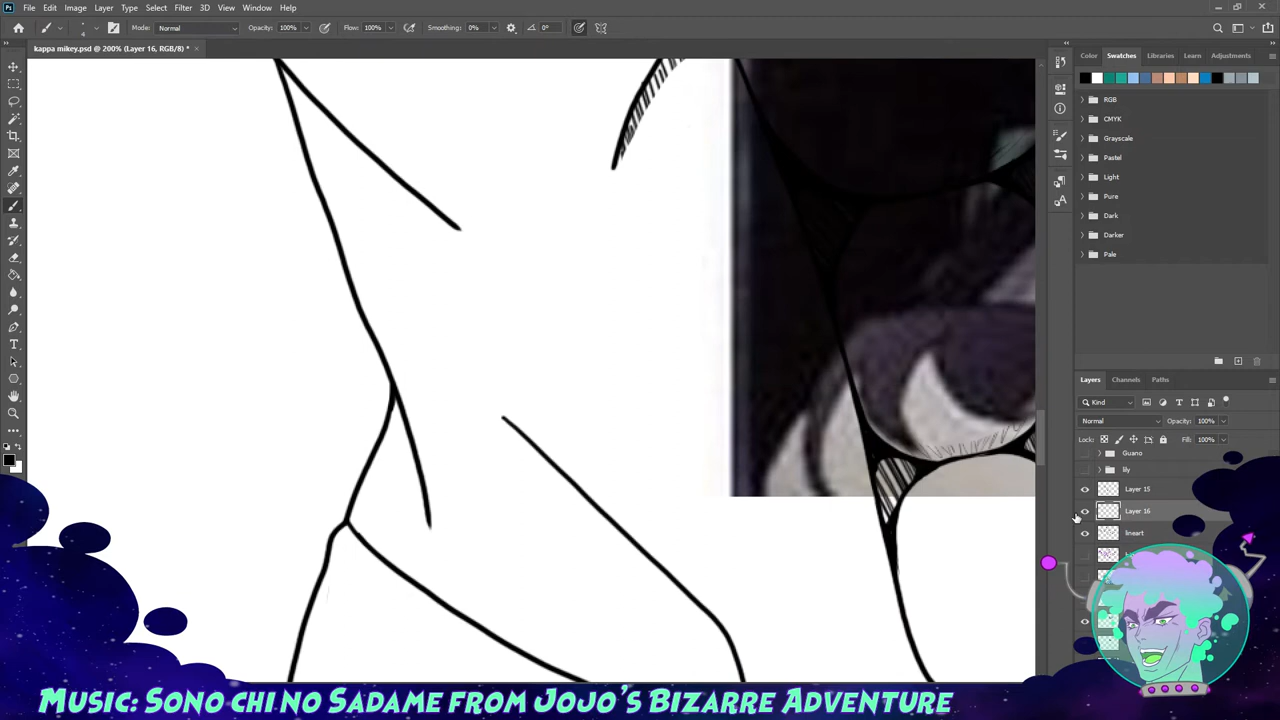 Ps File Edit Image Layer Type Select Filter 3D View Window Help
Mode: Normal Opacity: 100% Flow: 100% Smoothing: 0% 0°
kappa mikey.psd @ 200% (Layer 16, RGB/8) *
Color Swatches Libraries Learn Adjustments
RGB
CMYK
Grayscale
Pastel
Light
Pure
Dark
Darker
Pale
Layers Channels Paths
Kind
Normal Opacity: 100%
Lock: Fill: 100%
Guano
lily
Layer 15
Layer 16
lineart
Music: Sono chi no Sadame from JoJo's Bizarre Adventure